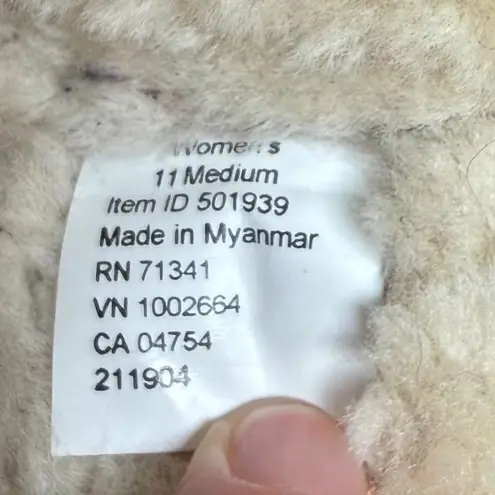 Women's
11 Medium
Item ID 501939
Made in Myanmar
RN 71341
VN 1002664
CA 04754
211904